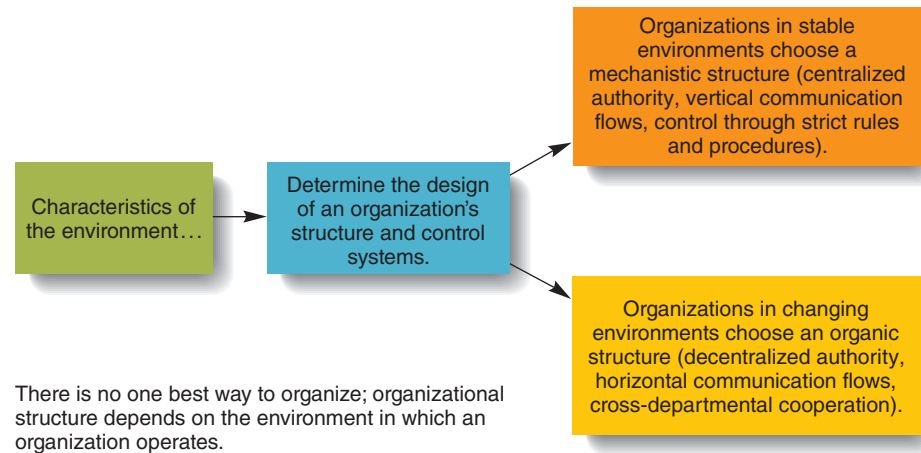 Characteristics of
the environment...
Determine the design
of an organization's
structure and control
systems.
Organizations in stable
environments choose a
mechanistic structure (centralized
authority, vertical communication
flows, control through strict rules
and procedures).
Organizations in changing
environments choose an organic
structure (decentralized authority,
horizontal communication flows,
cross-departmental cooperation).
There is no one best way to organize; organizational
structure depends on the environment in which an
organization operates.